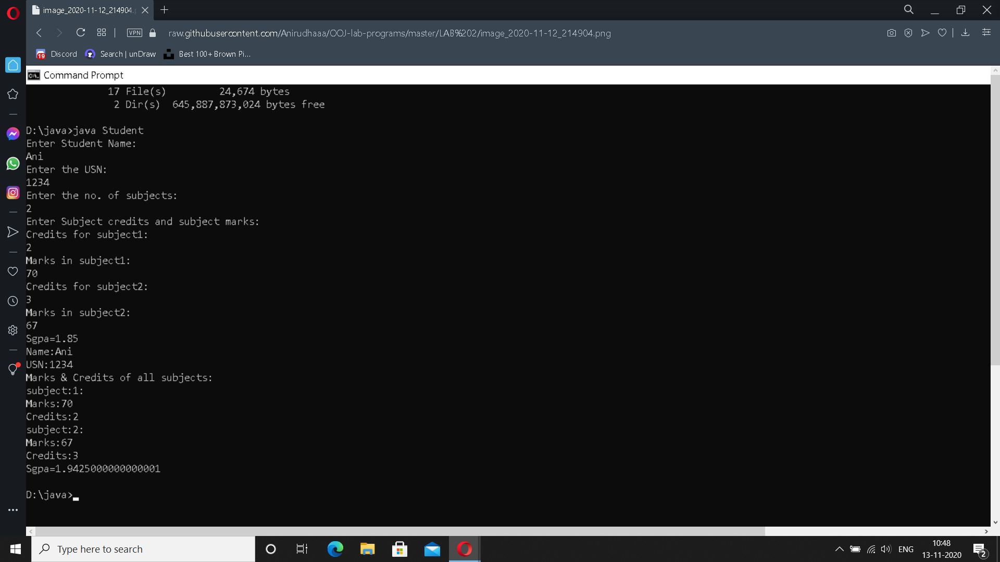 image_2020-11-12_214904.
VPN
raw.githubusercontent.com/Anirudhaaa/OOJ-lab-programs/master/LAB%202/image_2020-11-12_214904.png
19 Discord Search | unDraw Best 100+ Brown Pi...
Command Prompt
17 File(s) 24,674 bytes
2 Dir(s) 645,887,873,024 bytes free
D:\java>java Student
Enter Student Name:
Ani
Enter the USN:
1234
Enter the no. of subjects:
2
Enter Subject credits and subject marks:
Credits for subject1:
2
Marks in subject1:
70
Credits for subject2:
3
Marks in subject2:
67
Sgpa=1.85
Name:Ani
USN:1234
Marks & Credits of all subjects:
subject:1:
Marks:70
Credits:2
subject:2:
Marks:67
Credits:3
Sgpa=1.9425000000000001
D:\java>
Type here to search
ENG
10:48
13-11-2020
2